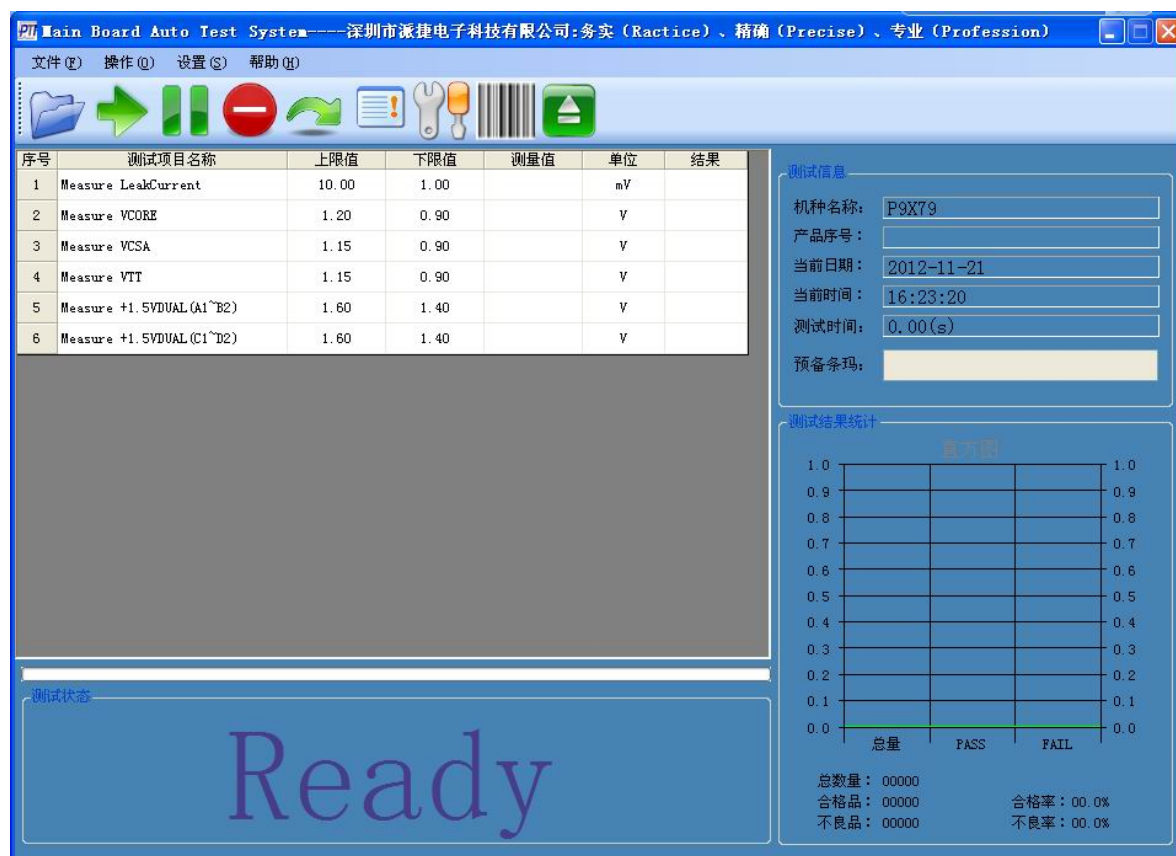 Main Board Auto Test System----深圳市派捷电子科技有限公司:务实（Ractice）、精确（Precise）、专业（Profession）
文件(F) 操作(O) 设置(S) 帮助(H)
序号 测试项目名称 上限值 下限值 测量值 单位 结果
1 Measure LeakCurrent 10.00 1.00 mV
2 Measure VCORE 1.20 0.90 V
3 Measure VCSA 1.15 0.90 V
4 Measure VTT 1.15 0.90 V
5 Measure +1.5VDUAL(A1~B2) 1.60 1.40 V
6 Measure +1.5VDUAL(C1~D2) 1.60 1.40 V
测试状态
Ready
测试信息
机种名称: P9X79
产品序号:
当前日期: 2012-11-21
当前时间: 16:23:20
测试时间: 0.00(s)
预备条玛:
测试结果统计
直方图
1.0 1.0
0.9 0.9
0.8 0.8
0.7 0.7
0.6 0.6
0.5 0.5
0.4 0.4
0.3 0.3
0.2 0.2
0.1 0.1
0.0 0.0
总量 PASS FAIL
总数量: 00000
合格品: 00000 合格率:00.0%
不良品: 00000 不良率:00.0%